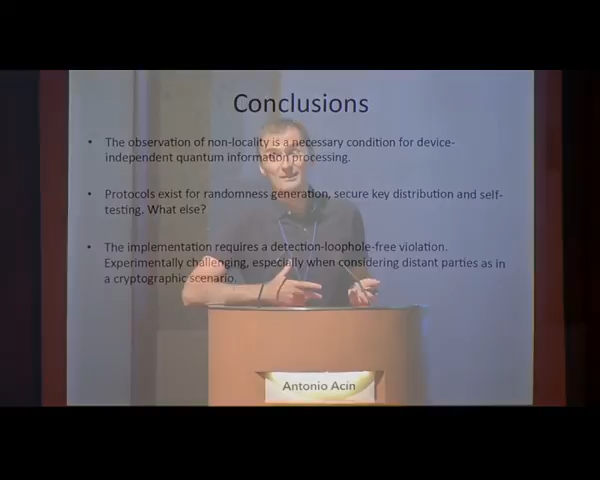 Conclusions
• The observation of non-locality is a necessary condition for device-
independent quantum information processing.
• Protocols exist for randomness generation, secure key distribution and self-
testing. What else?
• The implementation requires a detection-loophole-free violation.
Experimentally challenging, especially when considering distant parties as in
a cryptographic scenario.
Antonio Acín